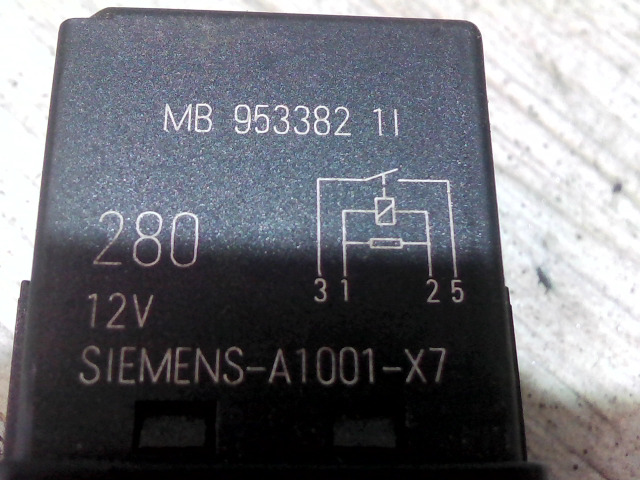 MB 953382 1I
280
3 1 2 5
12V
SIEMENS-A1001-X7